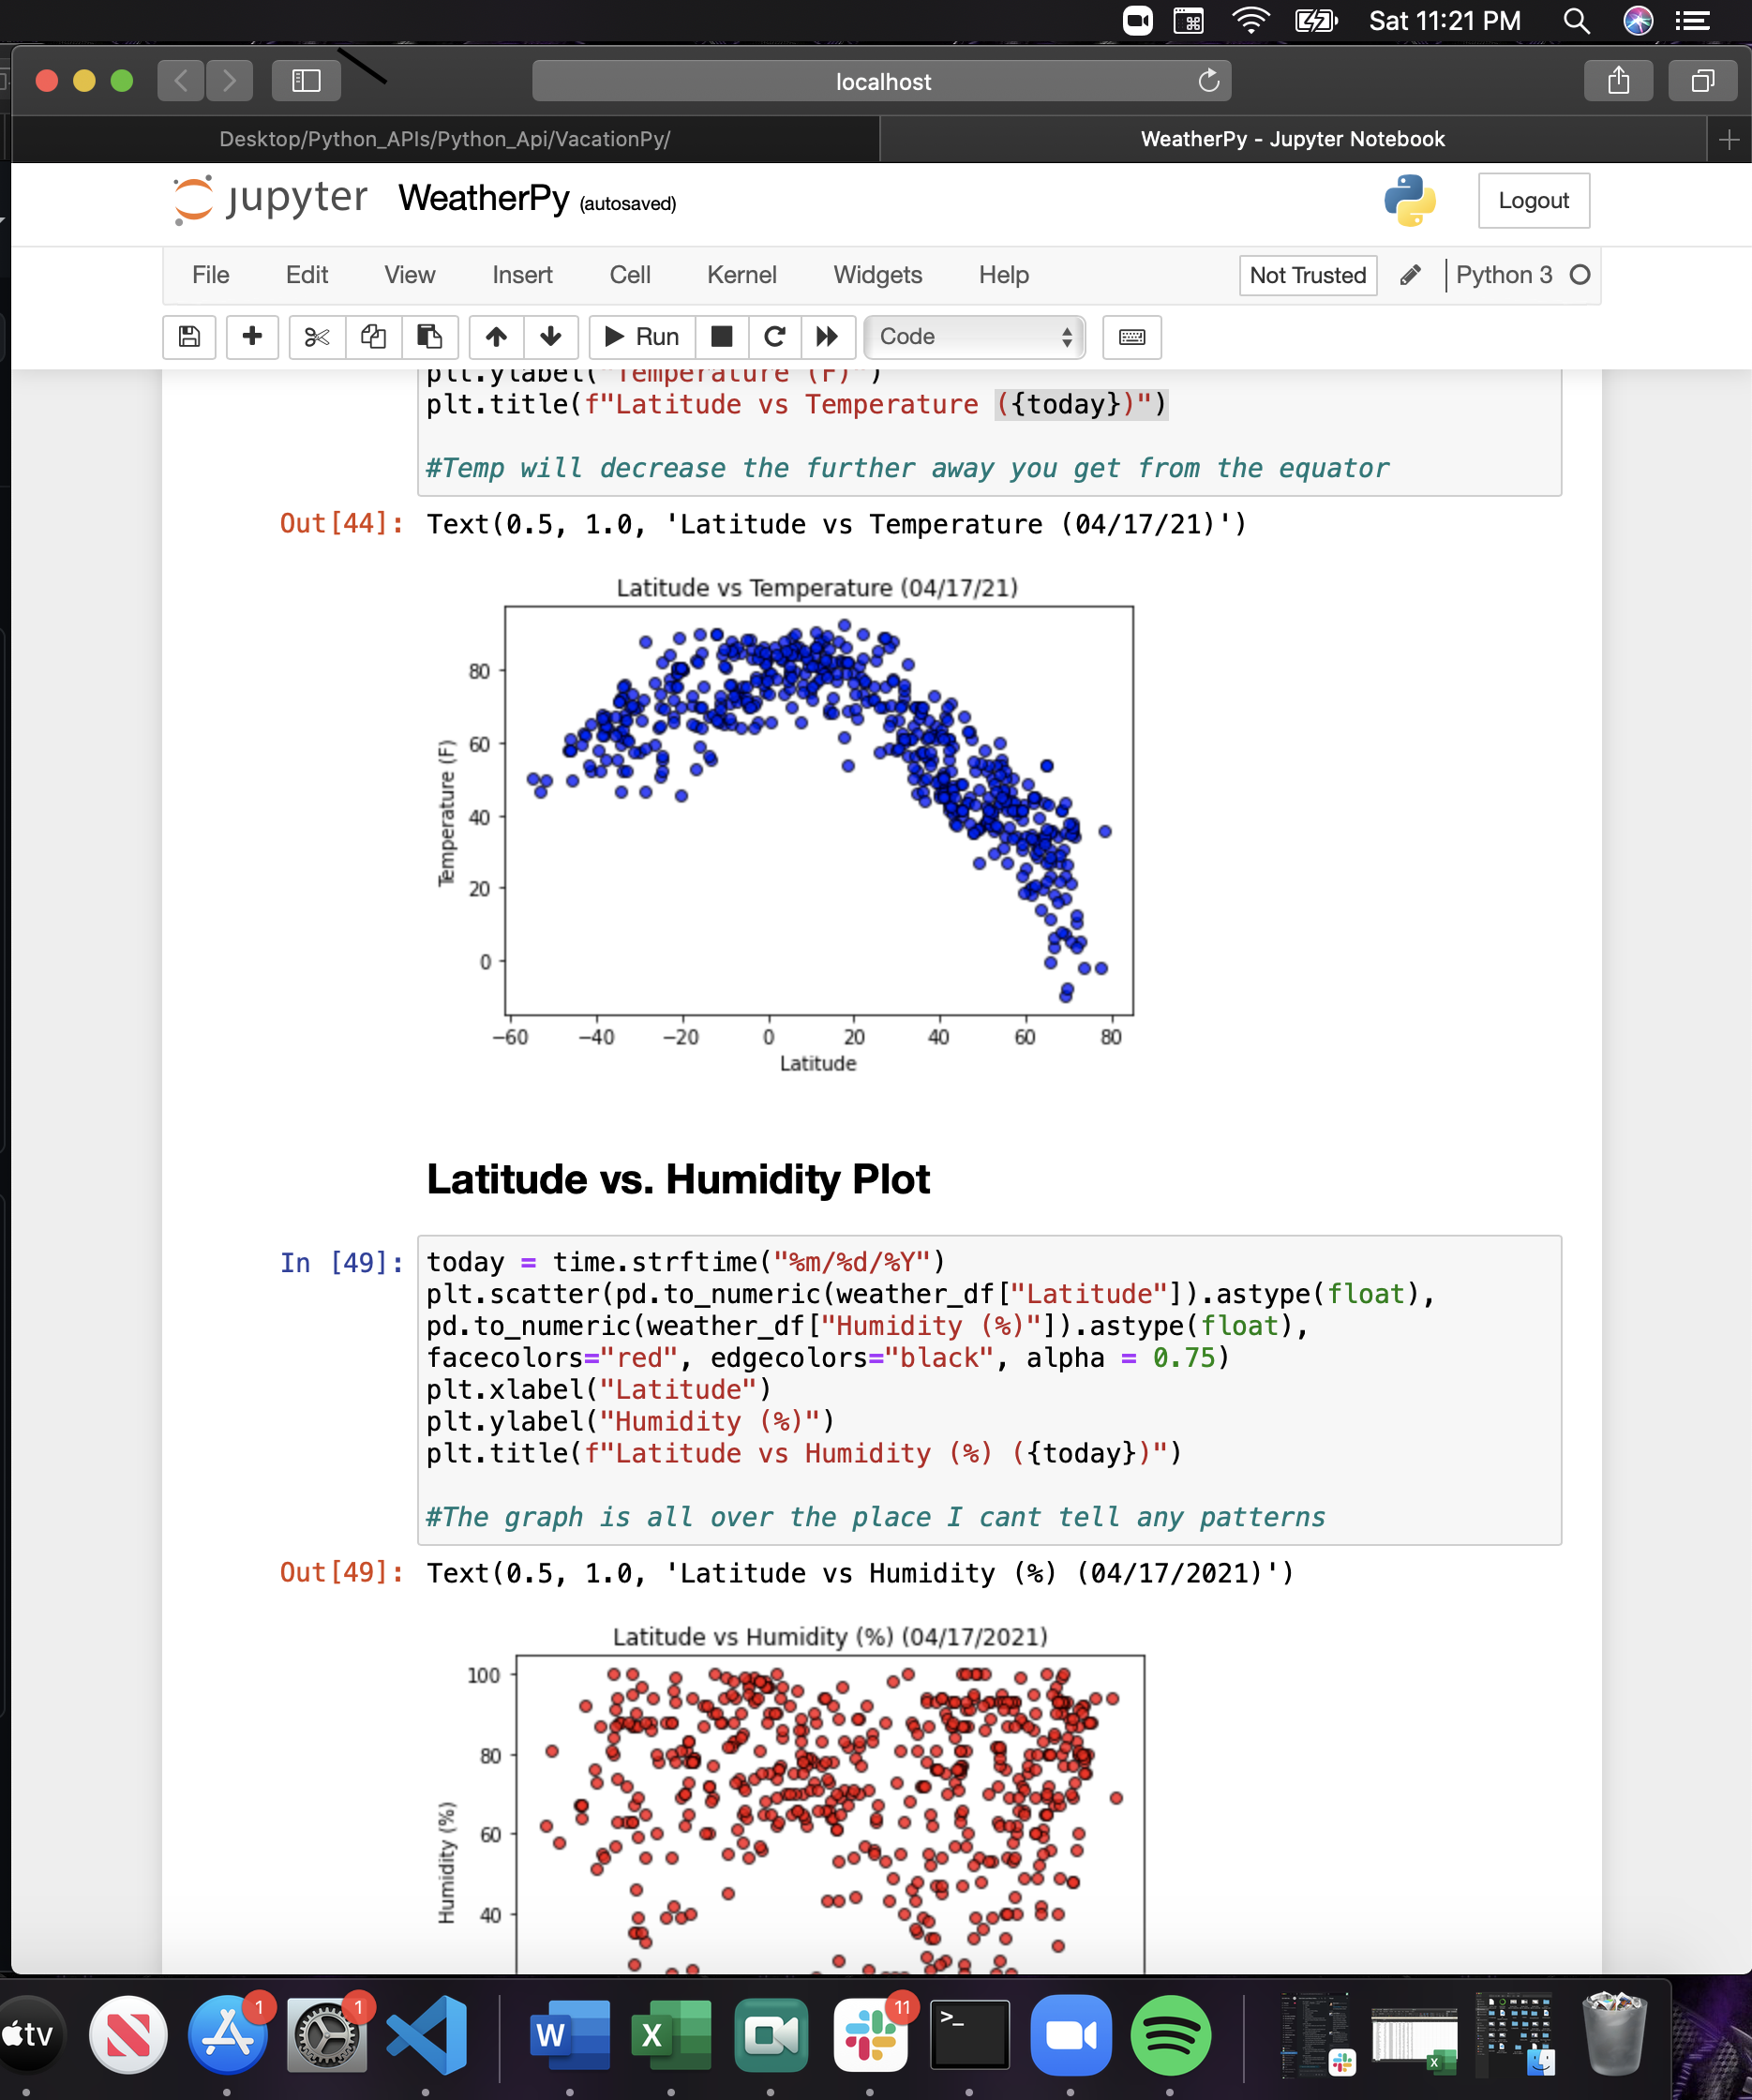 Sat 11:21 PM
localhost
Desktop/Python_APIs/Python_Api/VacationPy/
WeatherPy - Jupyter Notebook
jupyter WeatherPy (autosaved)
Logout
File Edit View Insert Cell Kernel Widgets Help
Not Trusted
Python 3
Run
Code
plt.ylabel("Temperature (F)")
plt.title(f"Latitude vs Temperature ({today})")
#Temp will decrease the further away you get from the equator
Out[44]: Text(0.5, 1.0, 'Latitude vs Temperature (04/17/21)')
Latitude vs Temperature (04/17/21)
80
60
40
20
0
Temperature (F)
−60 −40 −20 0 20 40 60 80
Latitude
Latitude vs. Humidity Plot
In [49]: today = time.strftime("%m/%d/%Y")
plt.scatter(pd.to_numeric(weather_df["Latitude"]).astype(float),
pd.to_numeric(weather_df["Humidity (%)"]).astype(float),
facecolors="red", edgecolors="black", alpha = 0.75)
plt.xlabel("Latitude")
plt.ylabel("Humidity (%)")
plt.title(f"Latitude vs Humidity (%) ({today})")
#The graph is all over the place I cant tell any patterns
Out[49]: Text(0.5, 1.0, 'Latitude vs Humidity (%) (04/17/2021)')
Latitude vs Humidity (%) (04/17/2021)
100
80
60
40
Humidity (%)
tv
1
1
W
X
11
>_
X